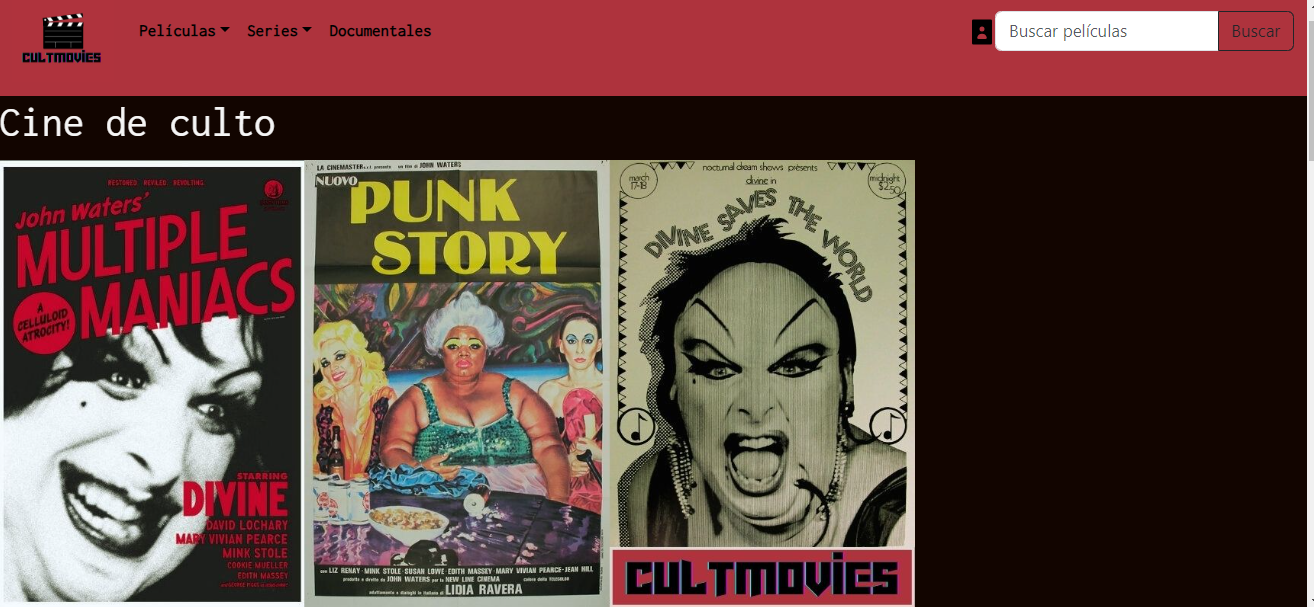 CULTMOVIES
Películas Series Documentales
Buscar películas Buscar
Cine de culto
RESTORED. REVILED. REVOLTING.
John Waters'
MULTIPLE
MANIACS
A
CELLULOID
ATROCITY!
STARRING
DIVINE
DAVID LOCHARY
MARY VIVIAN PEARCE
MINK STOLE
COOKIE MUELLER
EDITH MASSEY
LA CINEMASTER s.r.l. presenta un film di JOHN WATERS
NUOVO
PUNK
STORY
con LIZ RENAY-MINK STOLE-SUSAN LOWE-EDITH MASSEY-MARY VIVIAN PEARCE-JEAN HILL
prodotto e diretto da JOHN WATERS per la NEW LINE CINEMA
adattamento e dialoghi in italiano di LIDIA RAVERA
nocturnal dream shows presents
march
17-18
midnight
$2.50
divine in
DIVINE SAVES THE WORLD
CULTMOVIES